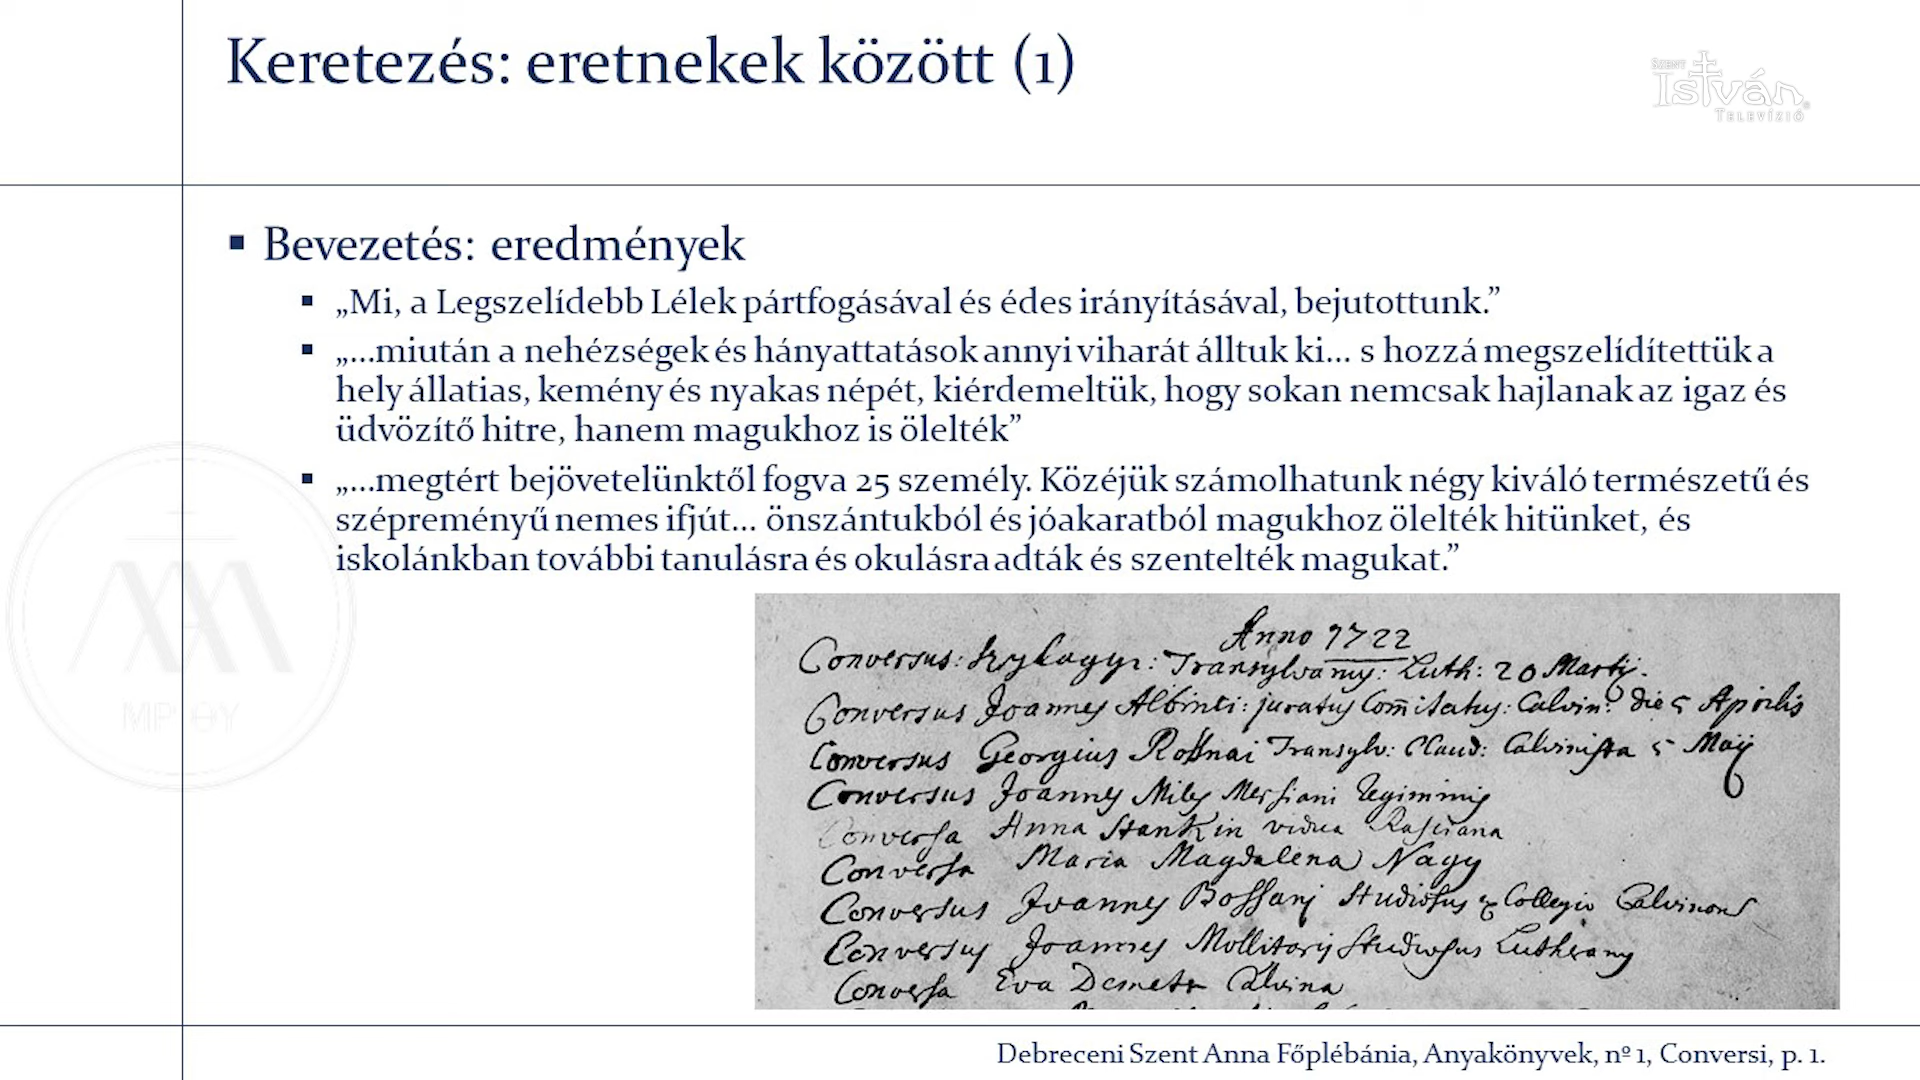 Keretezés: eretnekek között (1)
SZENT
István
TELEVÍZIÓ
Bevezetés: eredmények
„Mi, a Legszelídebb Lélek pártfogásával és édes irányításával, bejutottunk.”
„…miután a nehézségek és hányattatások annyi viharát álltuk ki… s hozzá megszelídítettük a
hely állatias, kemény és nyakas népét, kiérdemeltük, hogy sokan nemcsak hajlanak az igaz és
üdvözítő hitre, hanem magukhoz is ölelték”
„…megtért bejövetelünktől fogva 25 személy. Közéjük számolhatunk négy kiváló természetű és
szépreményű nemes ifjút… önszántukból és jóakaratból magukhoz ölelték hitünket, és
iskolánkban további tanulásra és okulásra adták és szentelték magukat.”
Anno 1722
Conversus: Transylvanus: Luth: 20 Martij.
Conversus Joannes Albinti: juratus Comitatus: Calvin: die 5 Aprilis
Conversus Georgius Transylv: Claud: Calvinista 5 Maij
Conversus Joannes Miles
Conversa Anna Stankin vidua Rasciana
Conversa Maria Magdalena Nagy
Conversus Joannes Bossanj Studiosus ex Collegio
Conversus Joannes Mollitoris Studiosus Lutheranus
Conversa Eva Demeter Calvina
Debreceni Szent Anna Főplébánia, Anyakönyvek, nº 1, Conversi, p. 1.